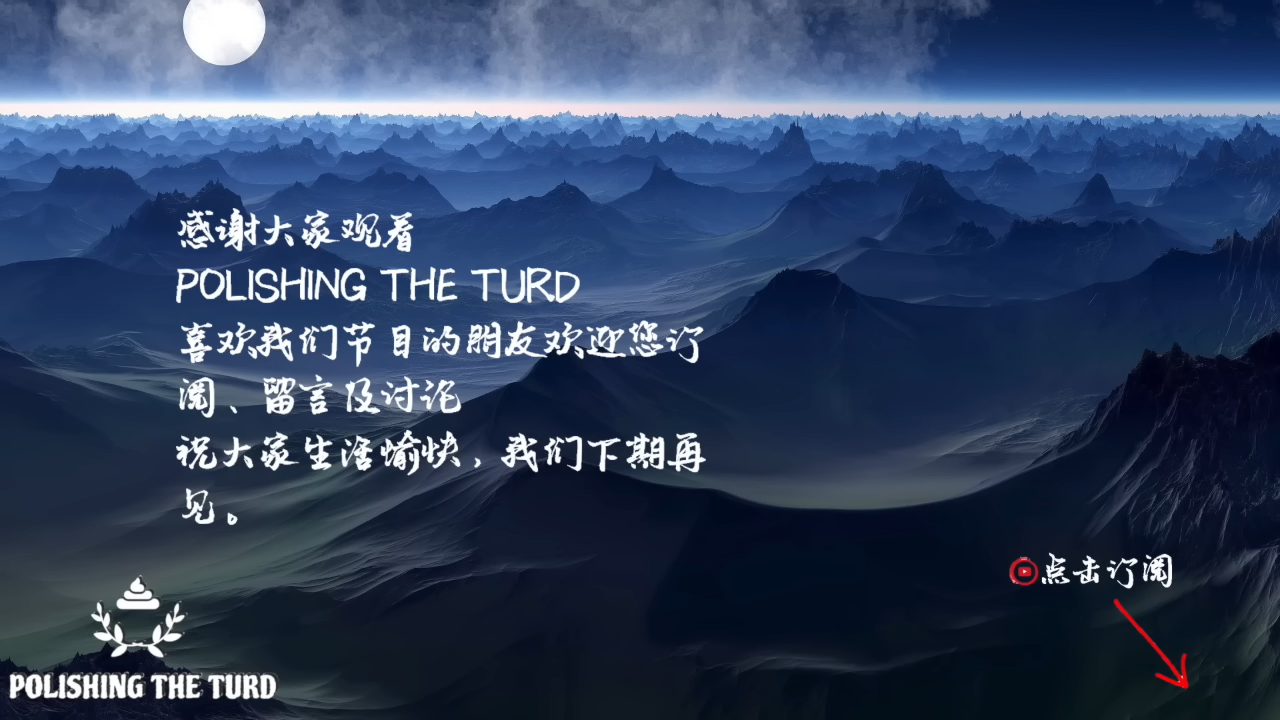 感谢大家观看
POLISHING THE TURD
喜欢我们节目的朋友欢迎您订
阅、留言及讨论
祝大家生活愉快，我们下期再
见。
点击订阅
POLISHING THE TURD